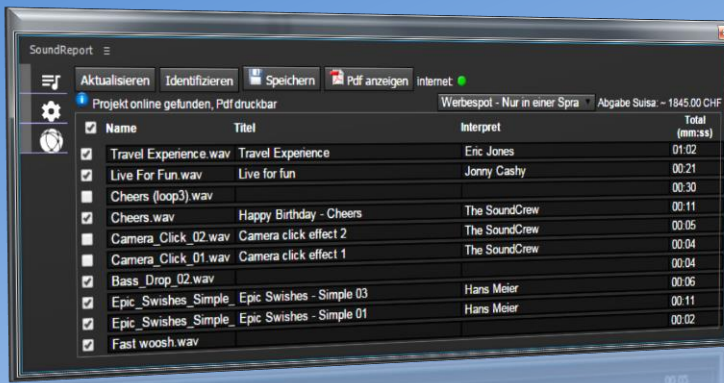 SoundReport
Aktualisieren Identifizieren Speichern Pdf anzeigen internet:
Projekt online gefunden, Pdf druckbar Werbespot - Nur in einer Spra Abgabe Suisa: ~ 1845.00 CHF
Name Titel Interpret Total (mm:ss)
Travel Experience.wav Travel Experience Eric Jones 01:02
Live For Fun.wav Live for fun Jonny Cashy 00:21
Cheers (loop3).wav 00:30
Cheers.wav Happy Birthday - Cheers The SoundCrew 00:11
Camera_Click_02.wav Camera click effect 2 The SoundCrew 00:05
Camera_Click_01.wav Camera click effect 1 The SoundCrew 00:04
Bass_Drop_02.wav 00:04
Epic_Swishes_Simple_ Epic Swishes - Simple 03 Hans Meier 00:06
Epic_Swishes_Simple_ Epic Swishes - Simple 01 Hans Meier 00:11
Fast woosh.wav 00:02